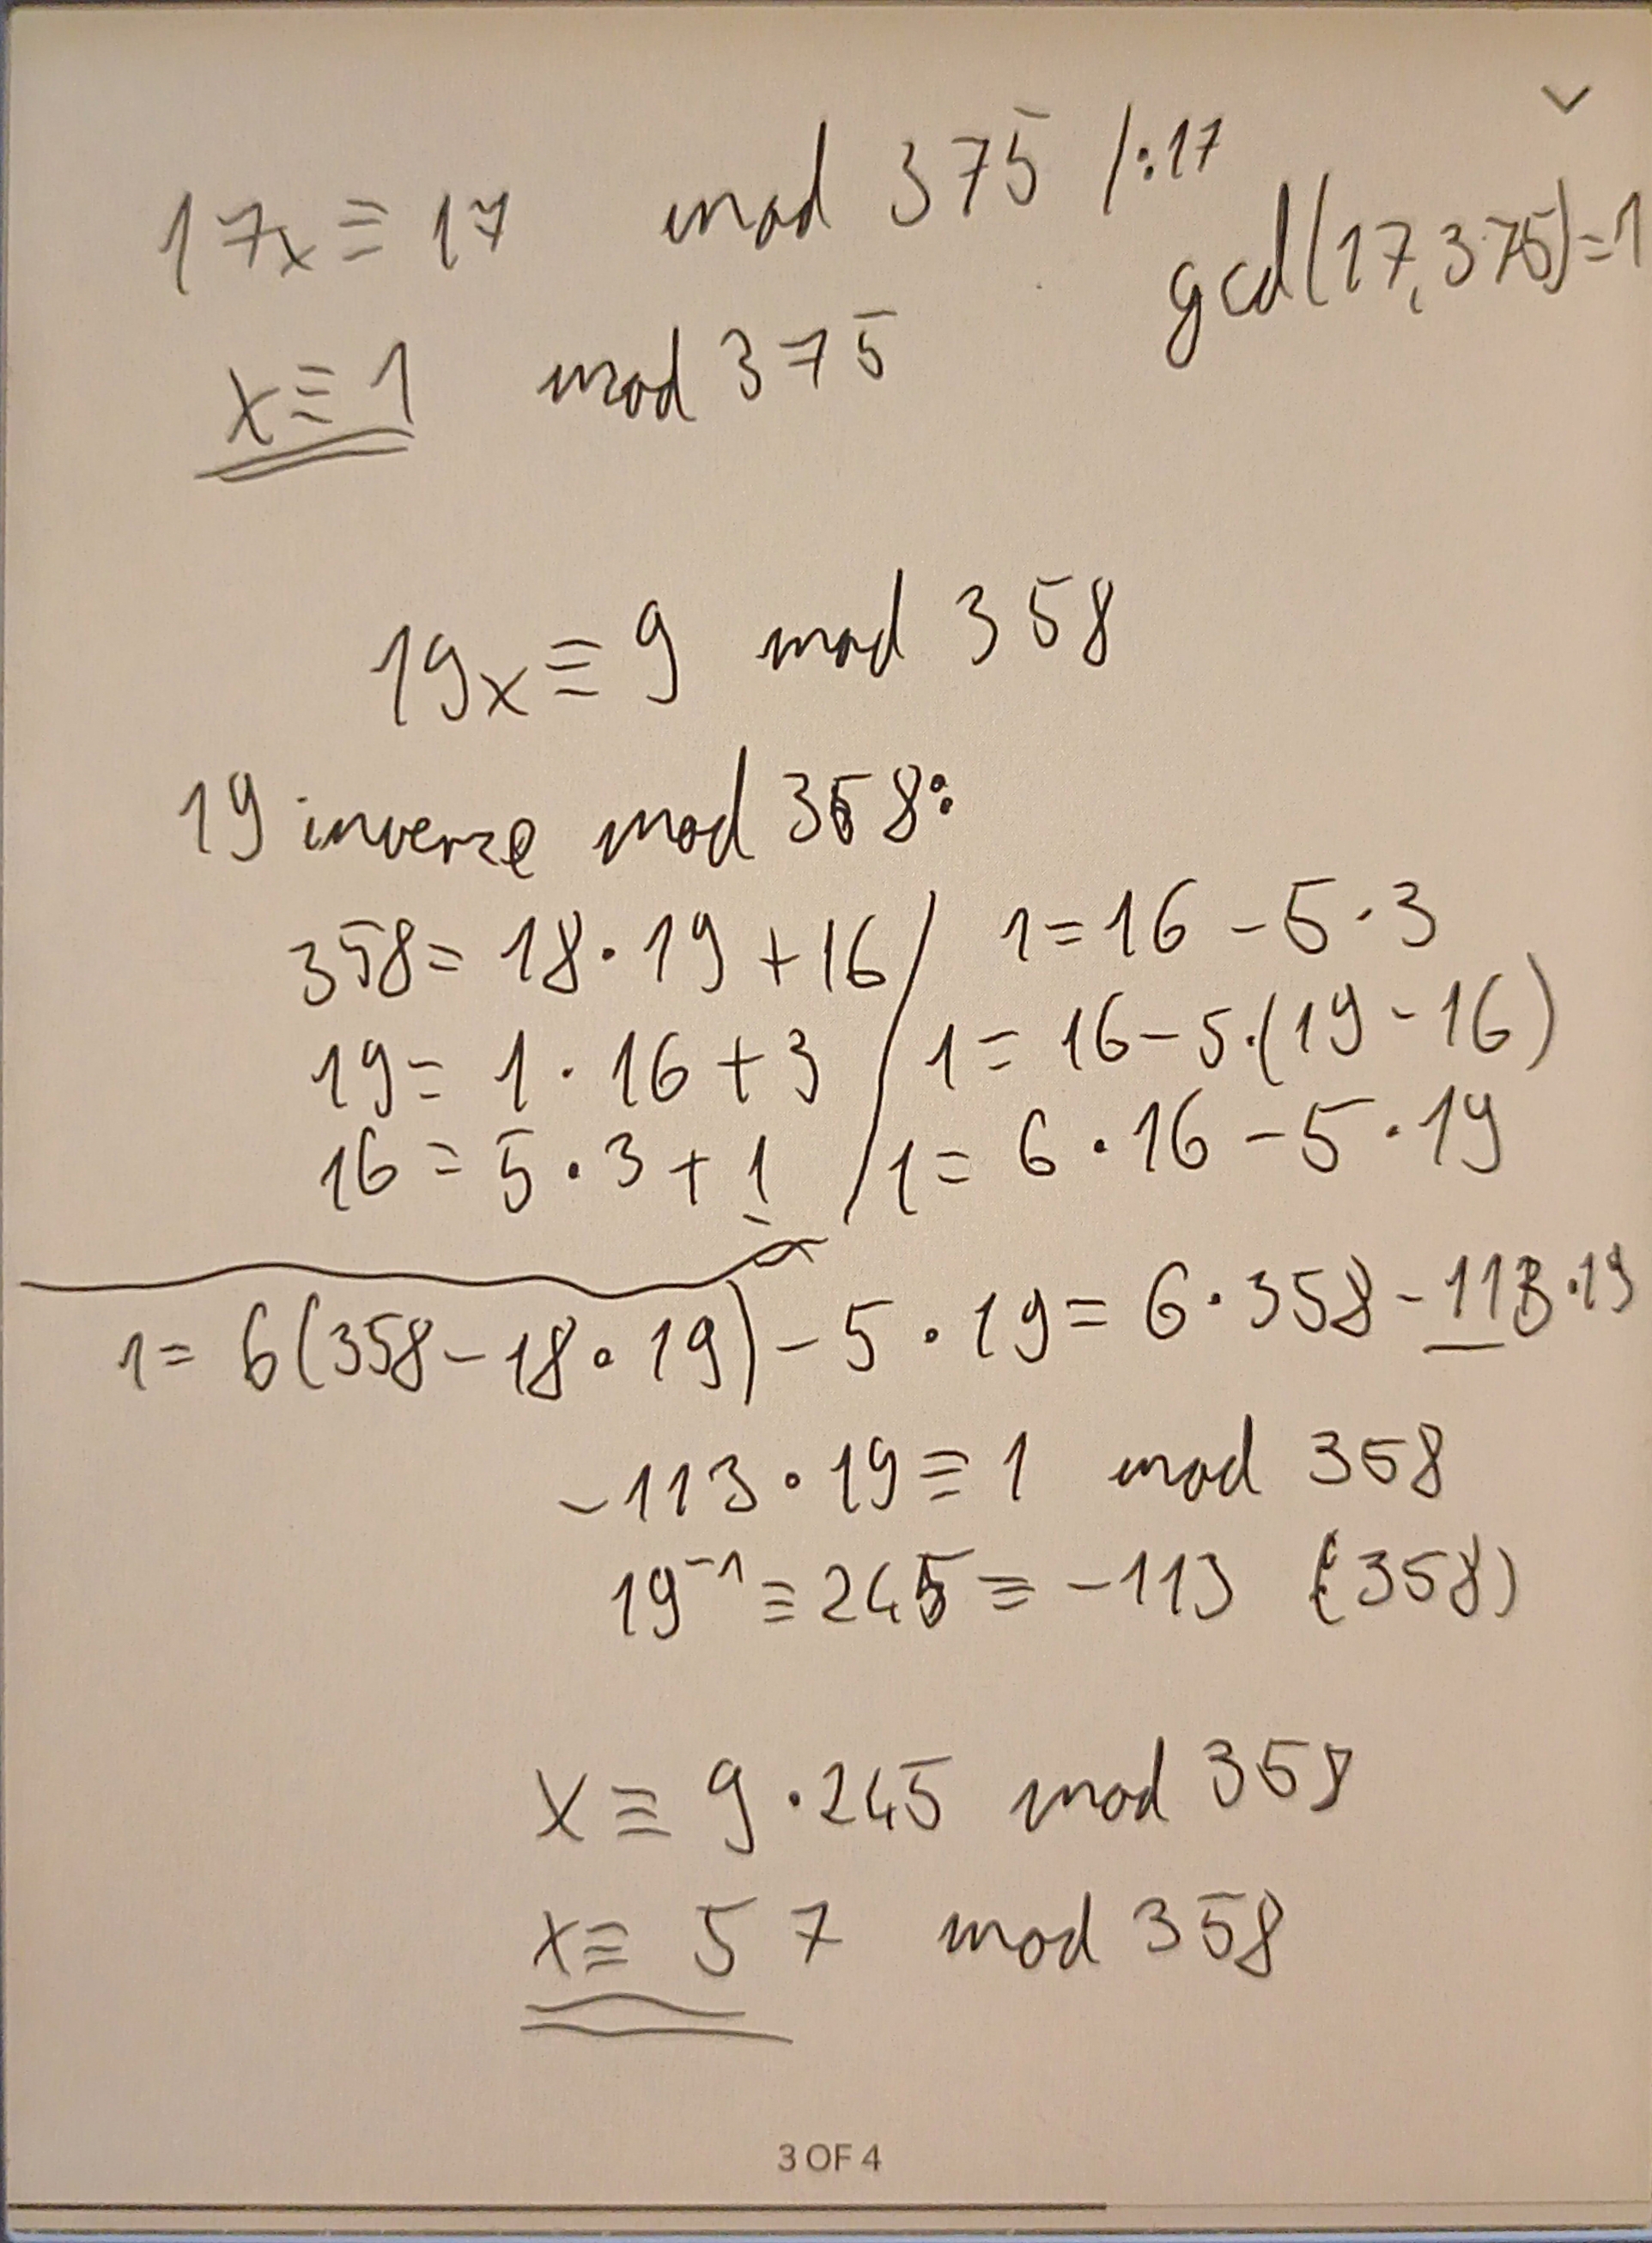 17x ≡ 17 mod 375 /:17
gcd(17,375)=1
x ≡ 1 mod 375
19x ≡ 9 mod 358
19 inverze mod 358:
358 = 18 · 19 + 16 / 1 = 16 - 5 · 3
19 = 1 · 16 + 3 / 1 = 16 - 5·(19 - 16)
16 = 5 · 3 + 1 / 1 = 6 · 16 - 5 · 19
1 = 6(358 - 18 · 19) - 5 · 19 = 6 · 358 - 113 · 19
-113 · 19 ≡ 1 mod 358
19⁻¹ ≡ 245 ≡ -113 (358)
x ≡ 9 · 245 mod 358
x ≡ 57 mod 358
3 OF 4